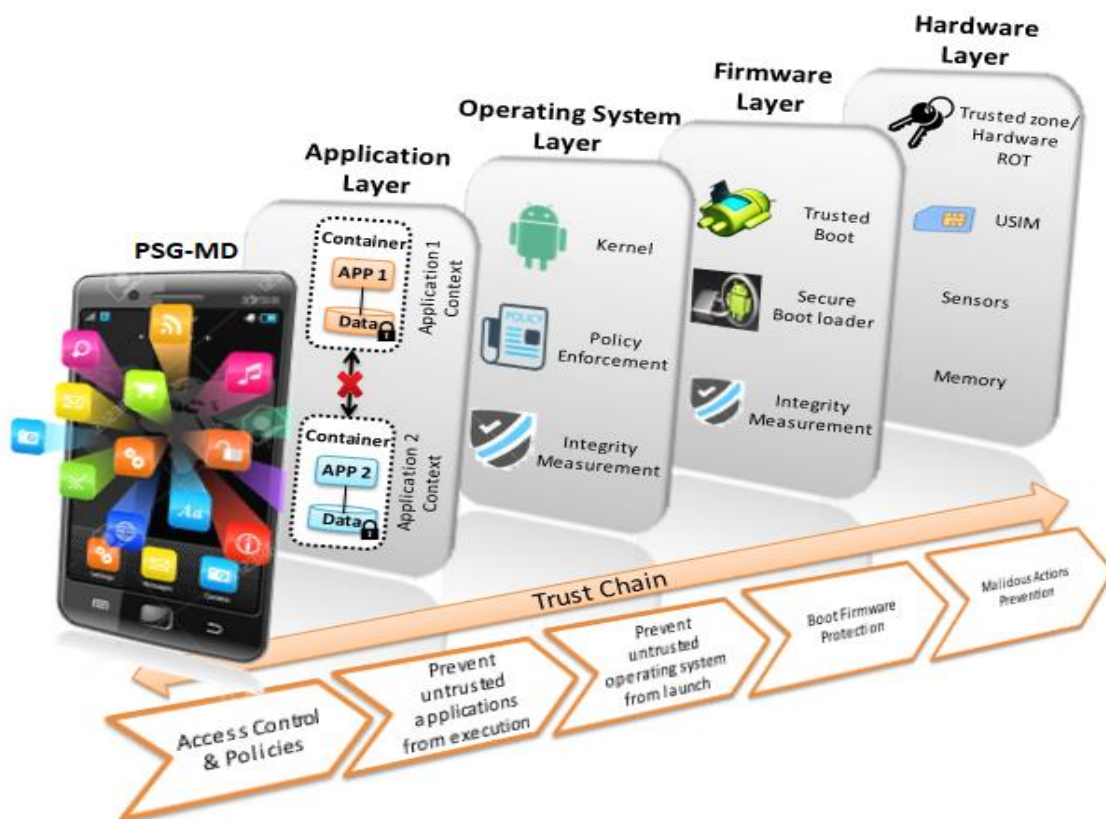 Hardware
Layer
Trusted zone/
Hardware
ROT
USIM
Sensors
Memory
Firmware
Layer
Trusted
Boot
Secure
Boot loader
Integrity
Measurement
Operating System
Layer
Kernel
POLICY
Policy
Enforcement
Integrity
Measurement
Application
Layer
Container
APP 1
Data
Application 1
Context
Container
APP 2
Data
Application 2
Context
PSG-MD
Aa
Settings
Trust Chain
Access Control
& Policies
Prevent
untrusted
applications
from execution
Prevent
untrusted
operating system
from launch
Boot Firmware
Protection
Malidous Actions
Prevention